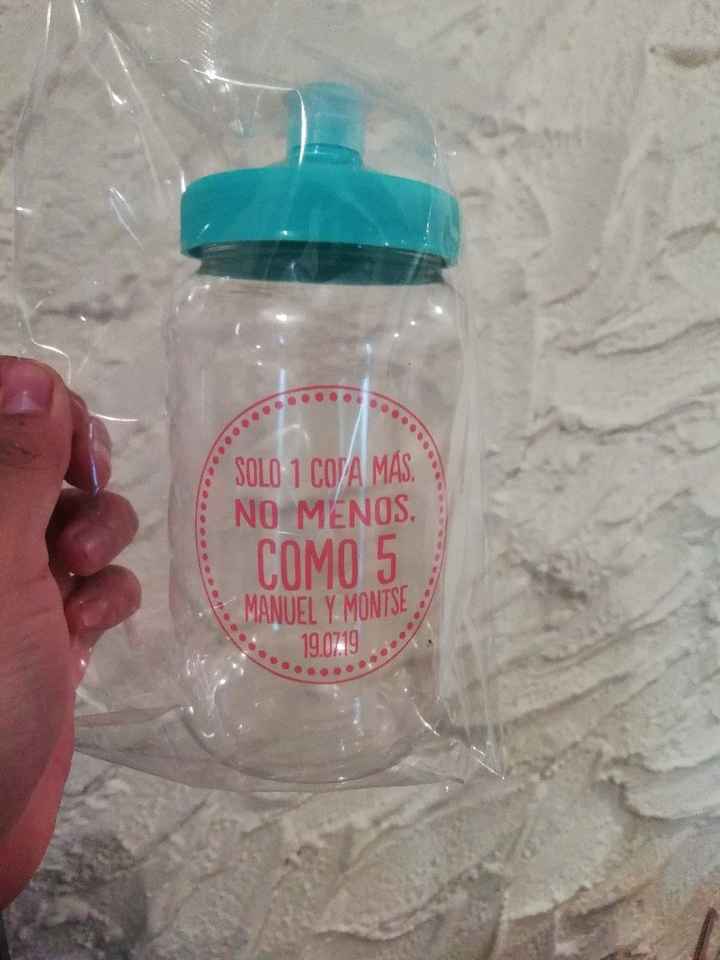 SOLO 1 COPA MÁS.
NO MENOS.
COMO 5
MANUEL Y MONTSE
19.07.19